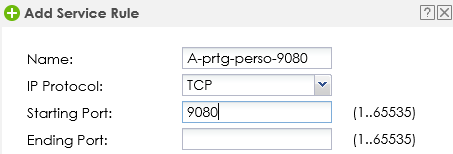 Add Service Rule
Name: A-prtg-perso-9080
IP Protocol: TCP
Starting Port: 9080 (1..65535)
Ending Port: (1..65535)